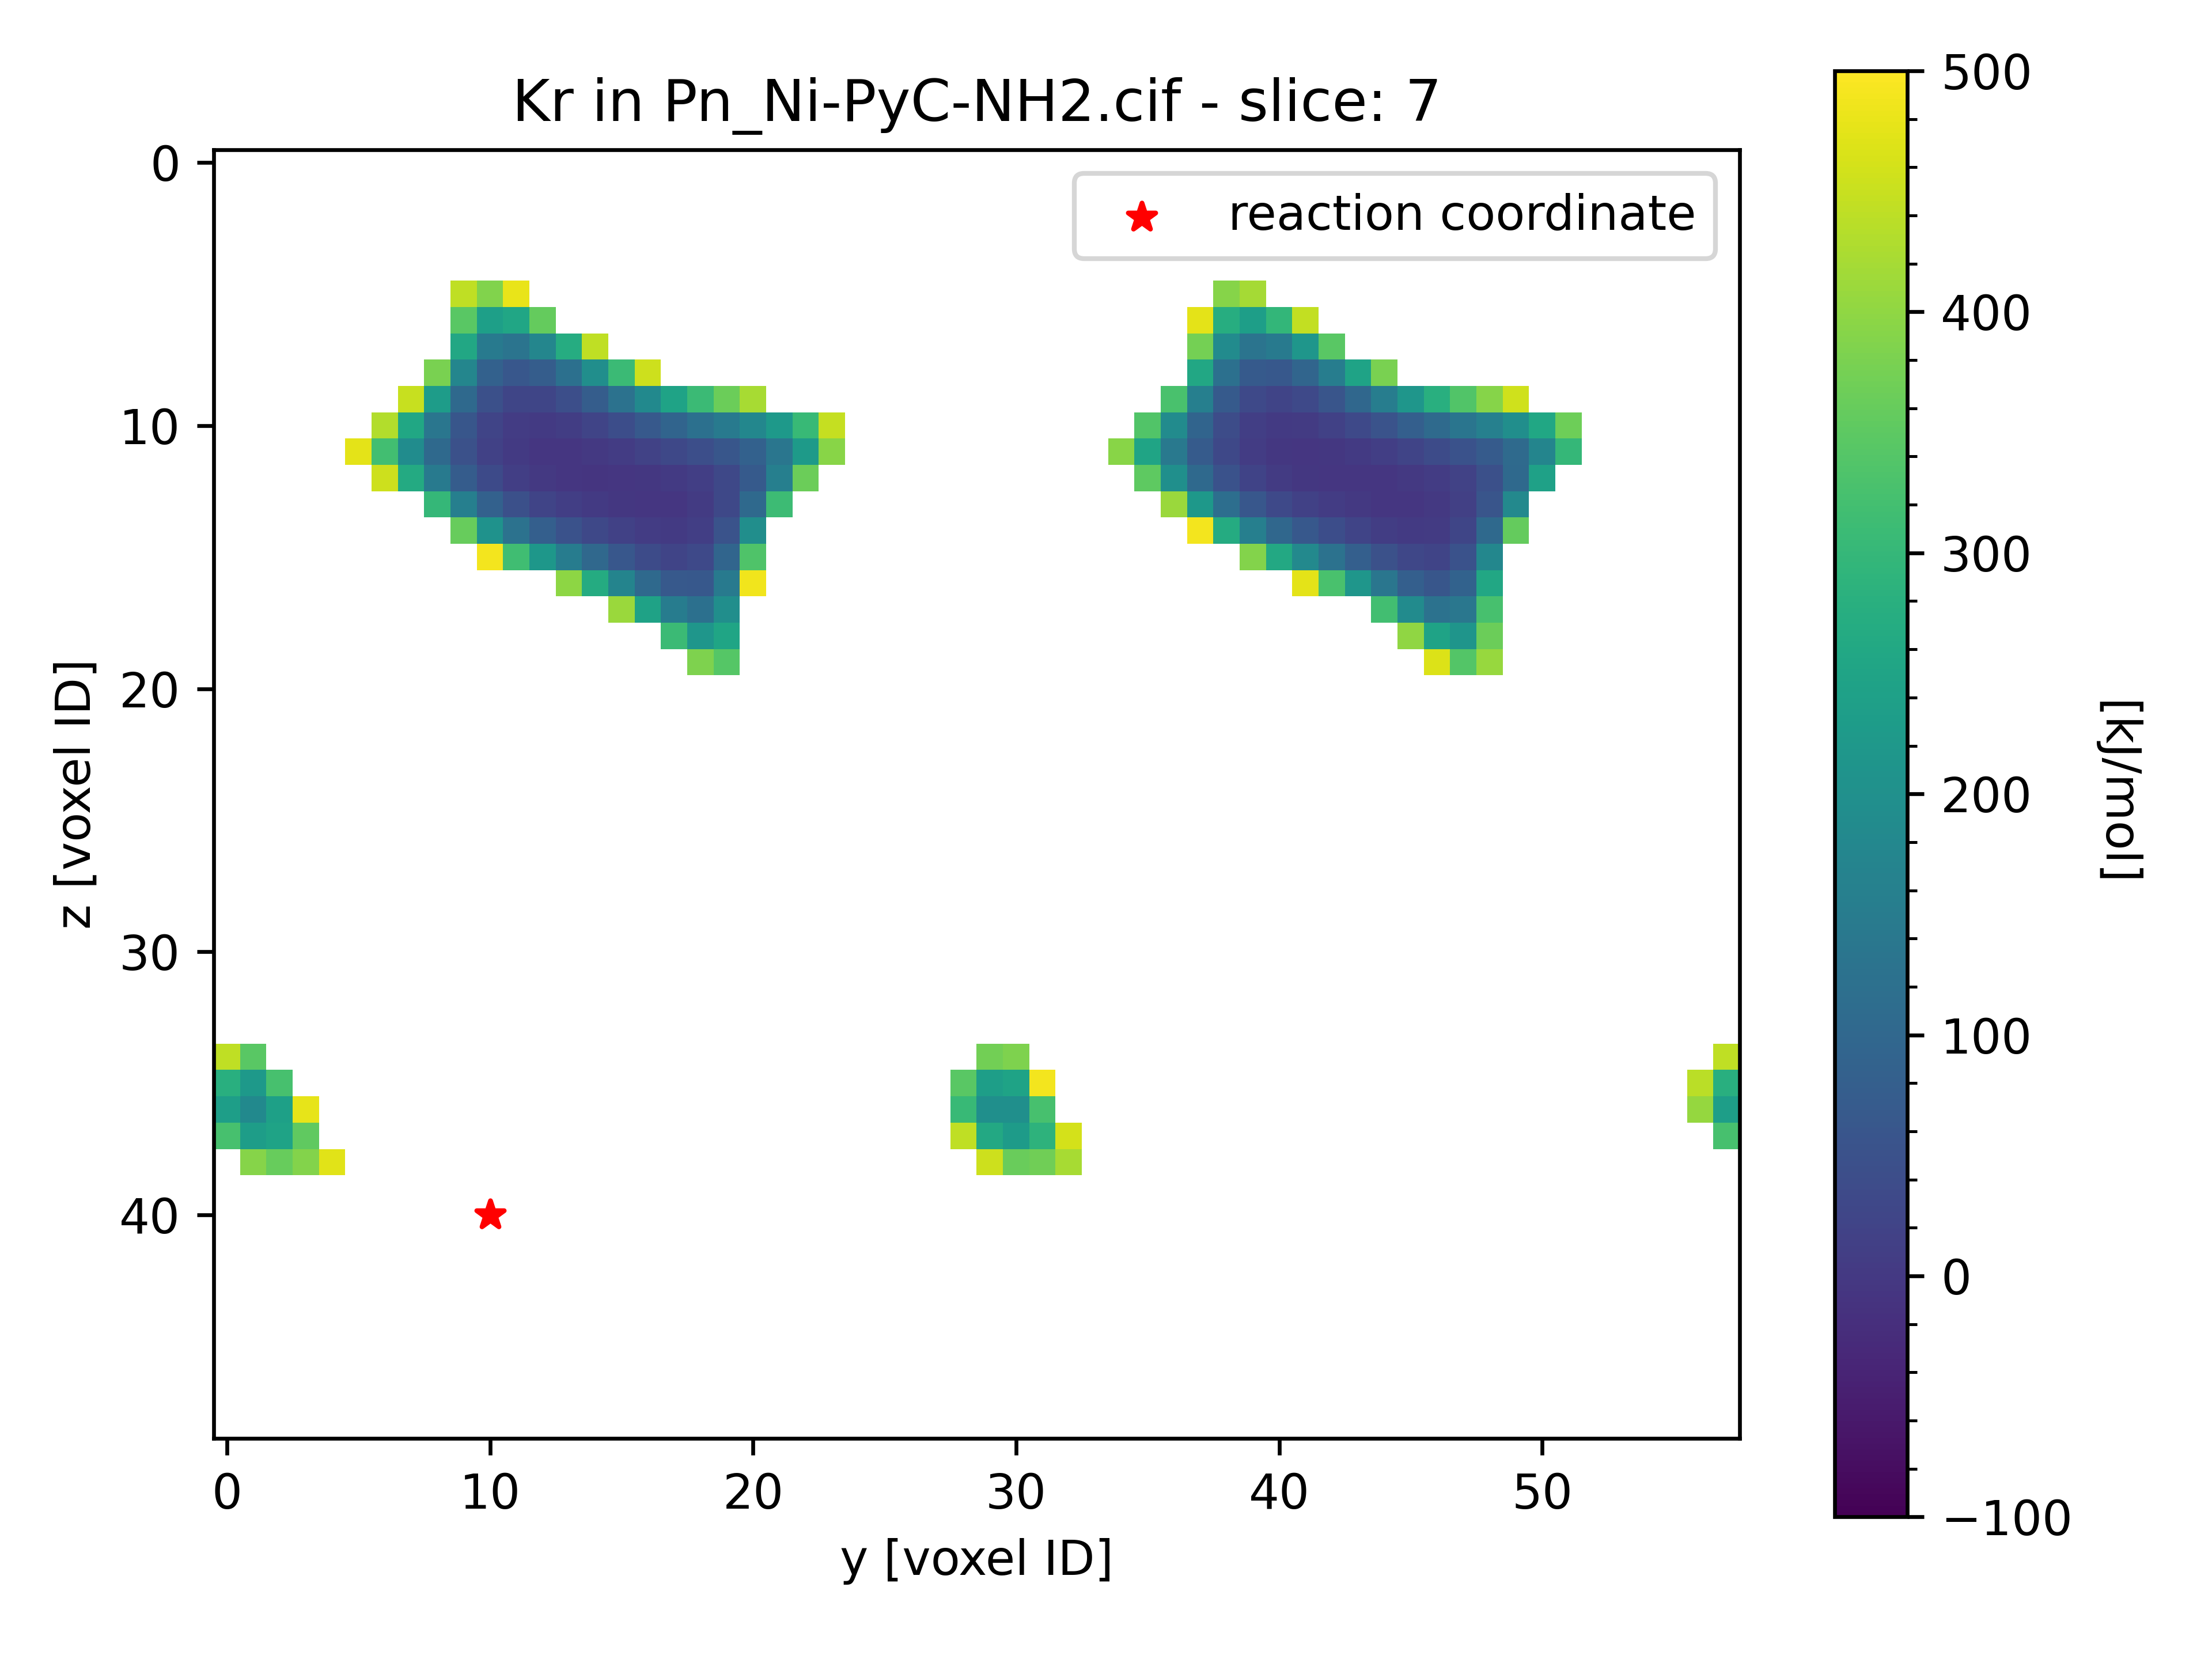 Kr in Pn_Ni-PyC-NH2.cif - slice: 7
reaction coordinate
0
10
20
30
40
z [voxel ID]
0 10 20 30 40 50
y [voxel ID]
500
400
300
200
100
0
−100
[kJ/mol]